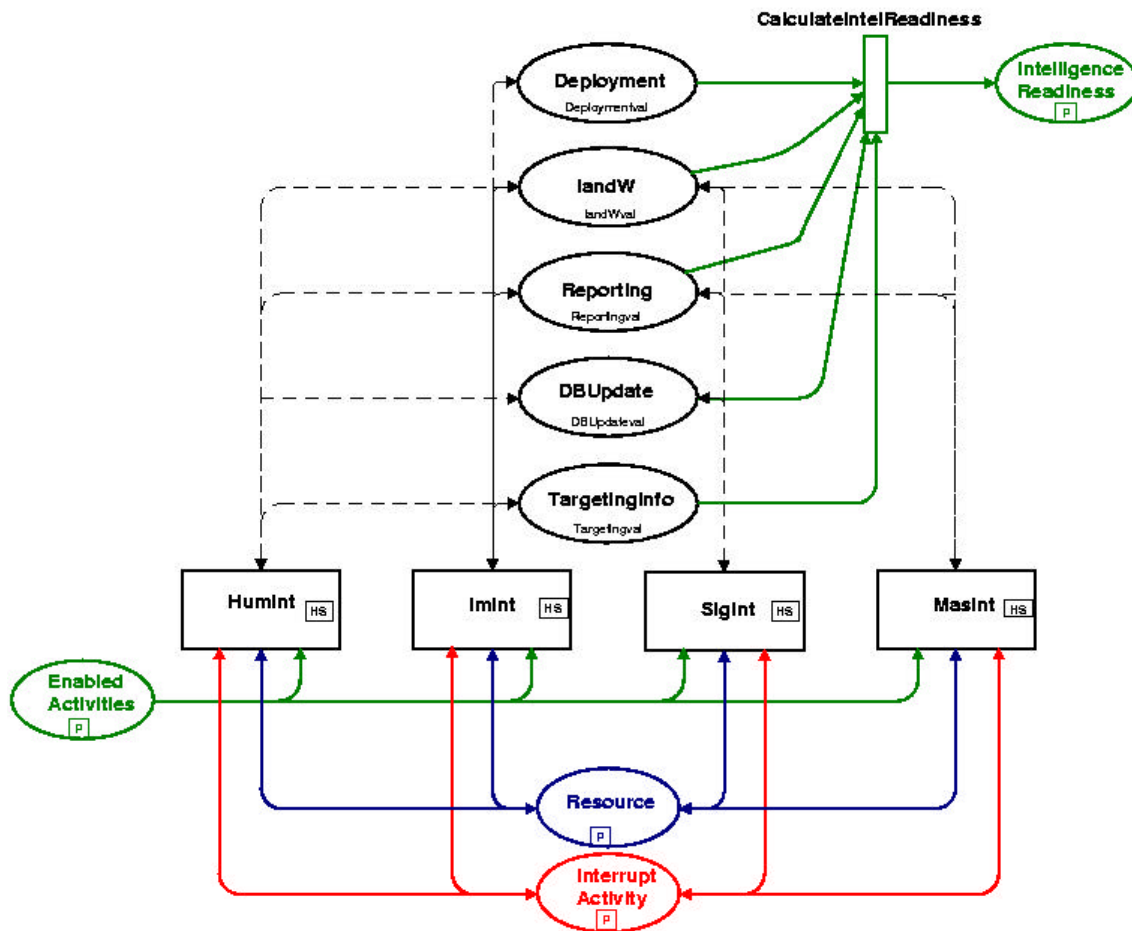 CalculateIntelReadiness
Deployment
Deploymentval
Intelligence
Readiness
P
IandW
IandWval
Reporting
Reportingval
DBUpdate
DBUpdateval
TargetingInfo
Targetingval
HumInt
HS
ImInt
HS
SigInt
HS
MasInt
HS
Enabled
Activities
P
Resource
P
Interrupt
Activity
P